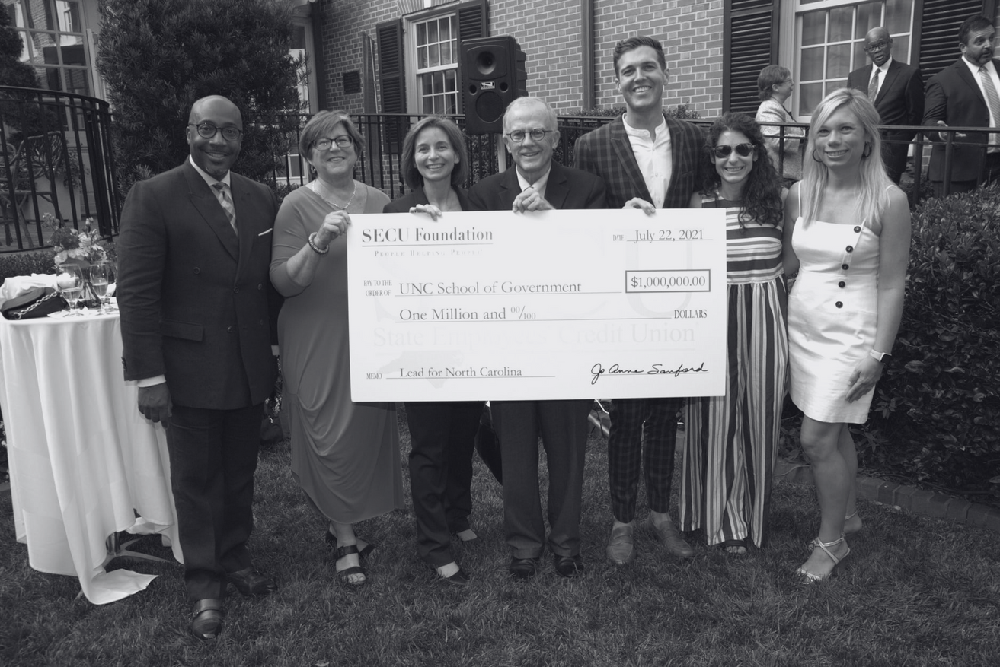 SECU Foundation
PEOPLE HELPING PEOPLE
DATE July 22, 2021
PAY TO THE
ORDER OF UNC School of Government $1,000,000.00
One Million and 00/100 DOLLARS
State Employees' Credit Union
MEMO Lead for North Carolina Jo Anne Sanford